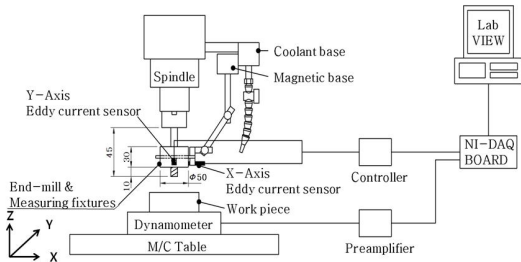 Lab
VIEW
Coolant base
Spindle
Magnetic base
Y-Axis
Eddy current sensor
45
30
10
Φ50
X-Axis
Eddy current sensor
NI-DAQ
BOARD
Controller
End-mill &
Measuring fixtures
Work piece
Dynamometer
Preamplifier
M/C Table
Z
Y
X